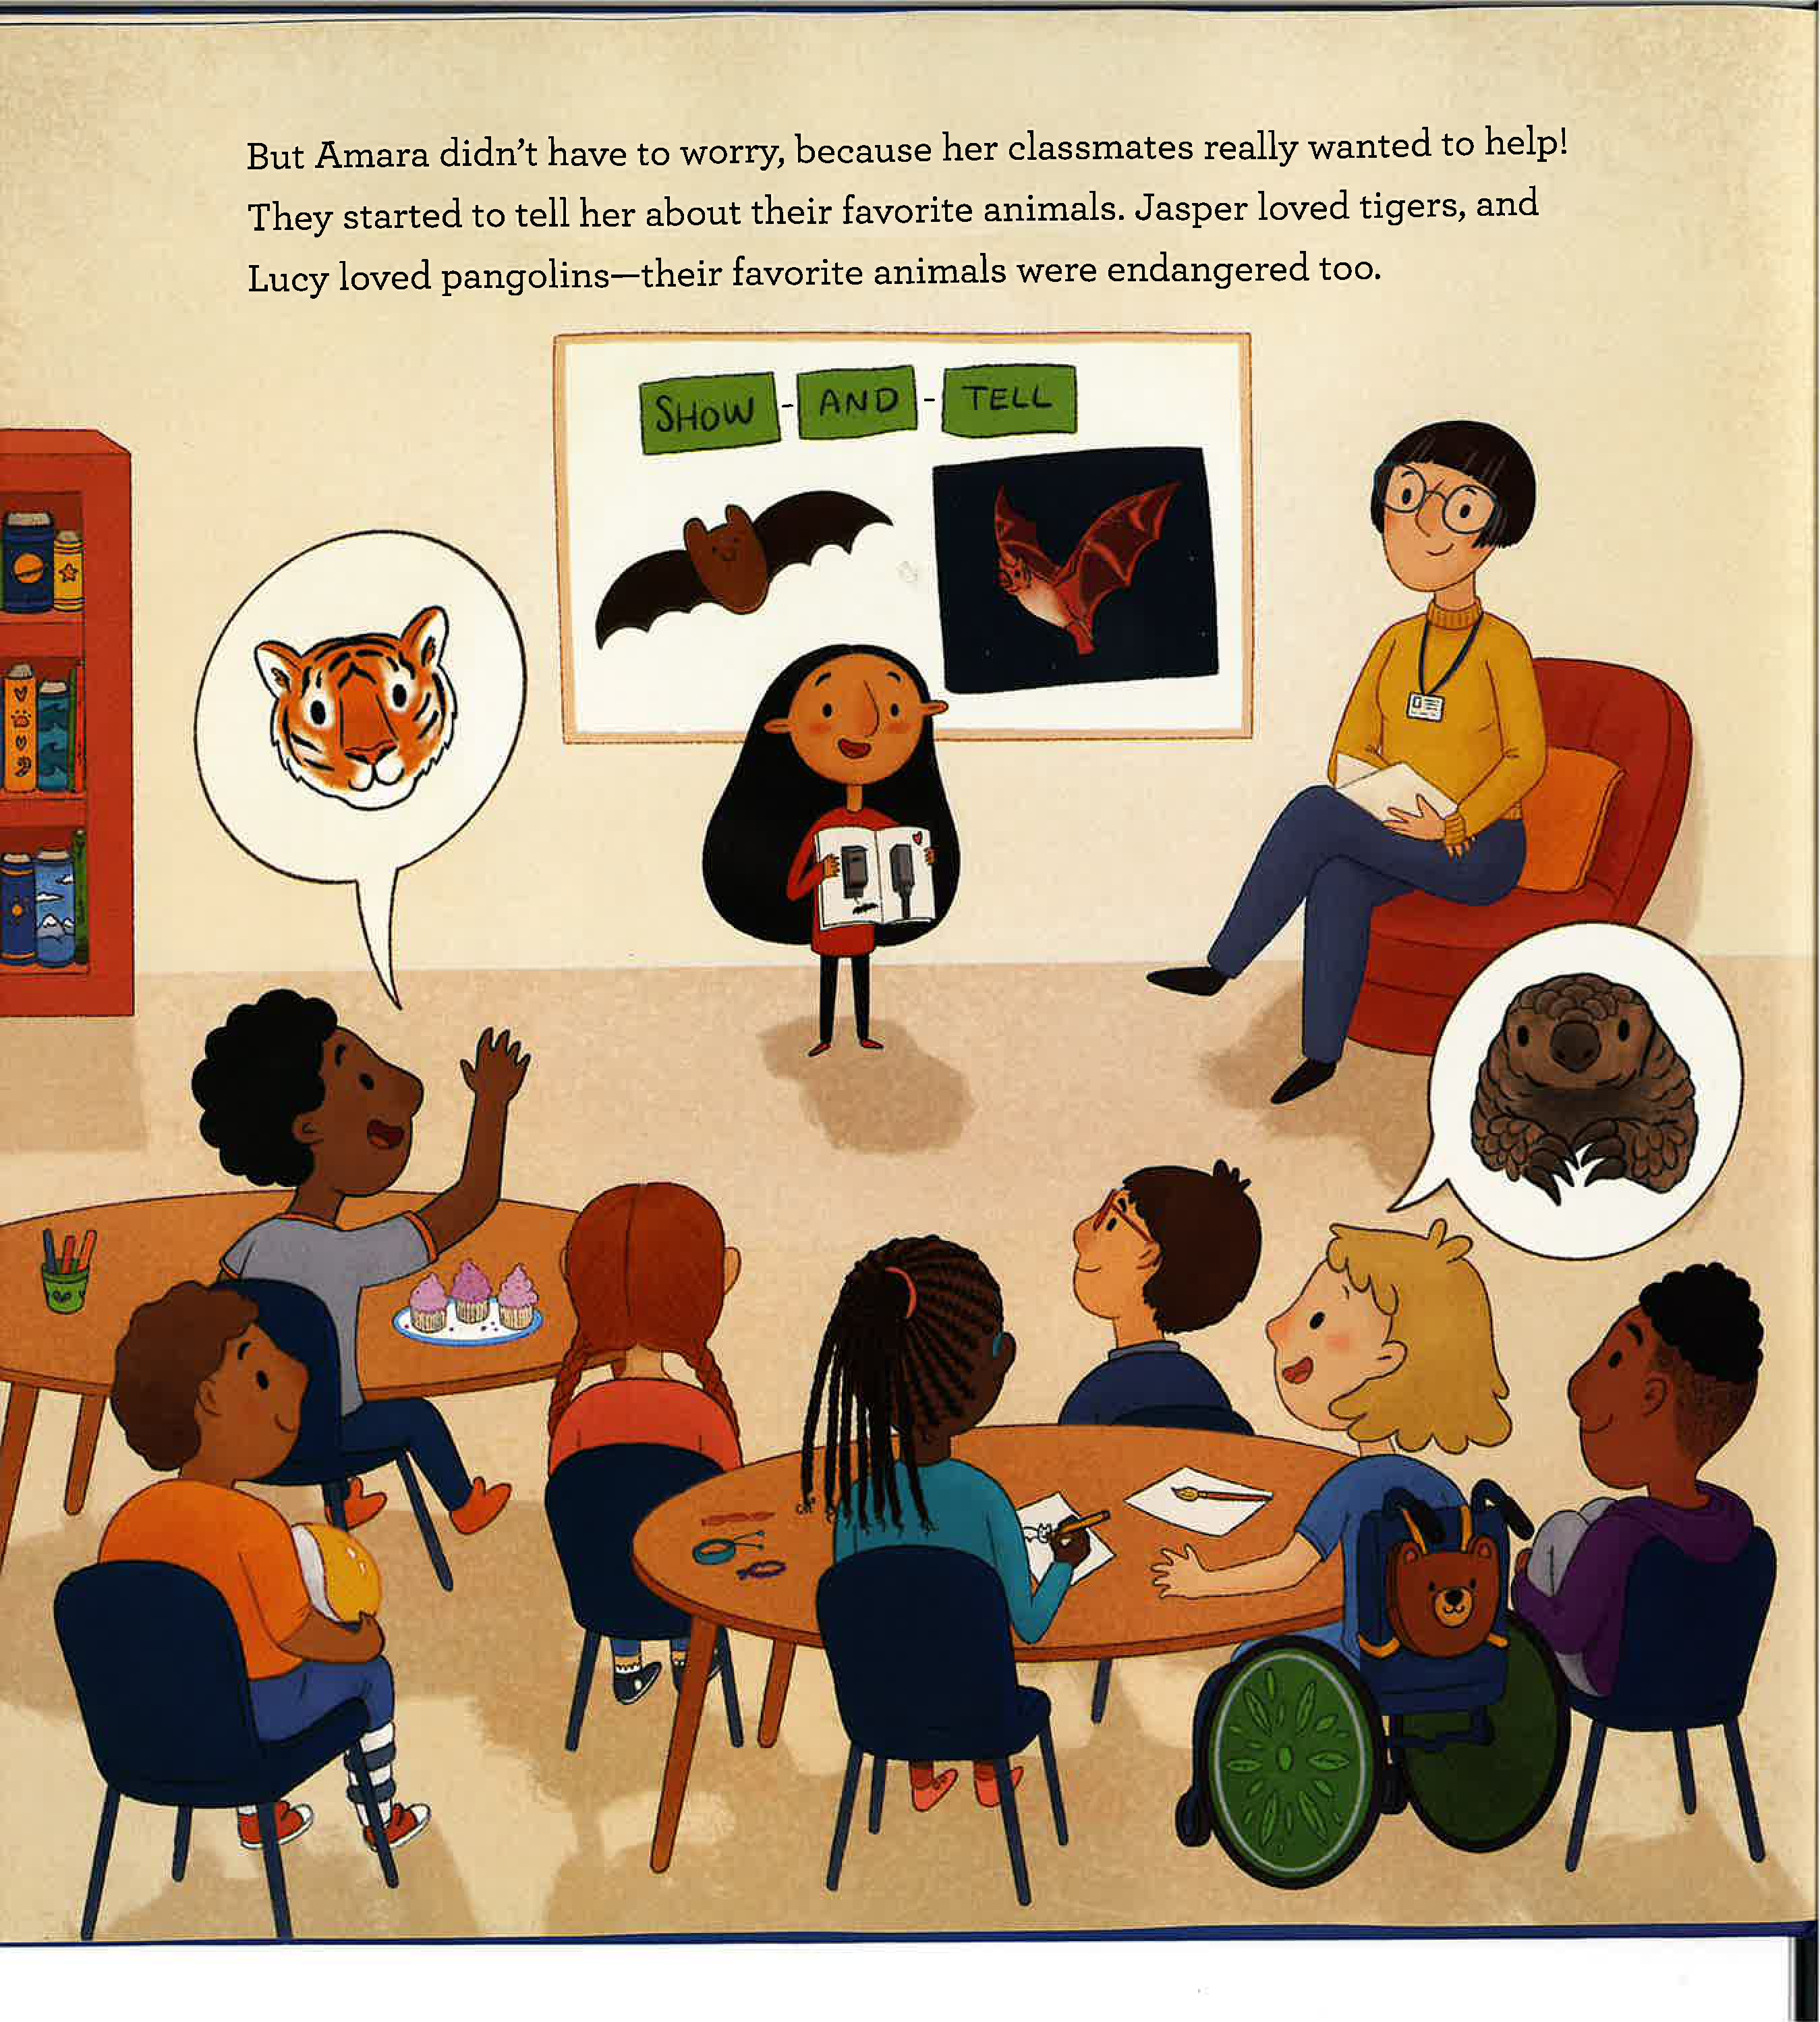 But Amara didn’t have to worry, because her classmates really wanted to help!
They started to tell her about their favorite animals. Jasper loved tigers, and
Lucy loved pangolins—their favorite animals were endangered too.
SHOW - AND - TELL